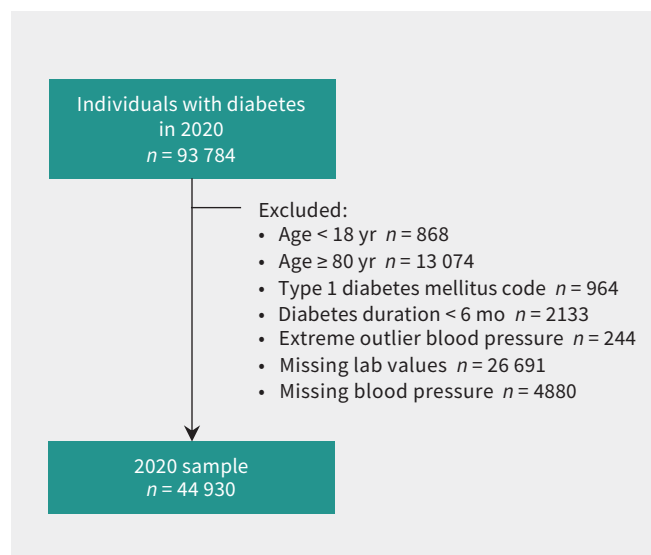 Individuals with diabetes
in 2020
n = 93 784
Excluded:
• Age < 18 yr n = 868
• Age ≥ 80 yr n = 13 074
• Type 1 diabetes mellitus code n = 964
• Diabetes duration < 6 mo n = 2133
• Extreme outlier blood pressure n = 244
• Missing lab values n = 26 691
• Missing blood pressure n = 4880
2020 sample
n = 44 930